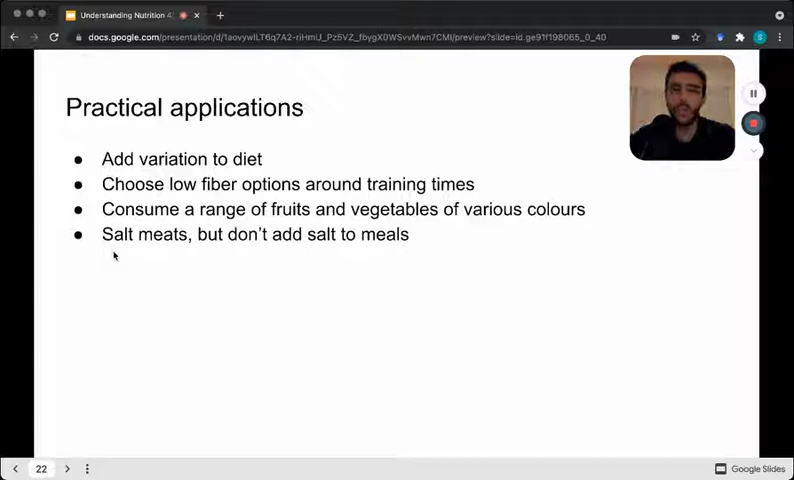 Understanding Nutrition 4
docs.google.com/presentation/d/1aovywlLT6q7A2-riHmU_Pz5VZ_fbygX0WSvvMwn7CMI/preview?slide=id.ge91f198065_0_40
Practical applications
● Add variation to diet
● Choose low fiber options around training times
● Consume a range of fruits and vegetables of various colours
● Salt meats, but don’t add salt to meals
22
Google Slides